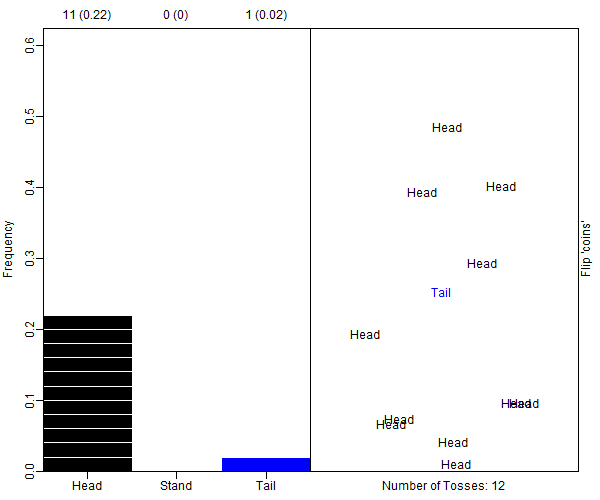 11 (0.22) 0 (0) 1 (0.02)
0.6
0.5
0.4
0.3
0.2
0.1
0.0
Frequency
Head Stand Tail
Head
Head
Head
Head
Tail
Head
Head
Head
Head
Head
Head
Head
Number of Tosses: 12
Flip 'coins'